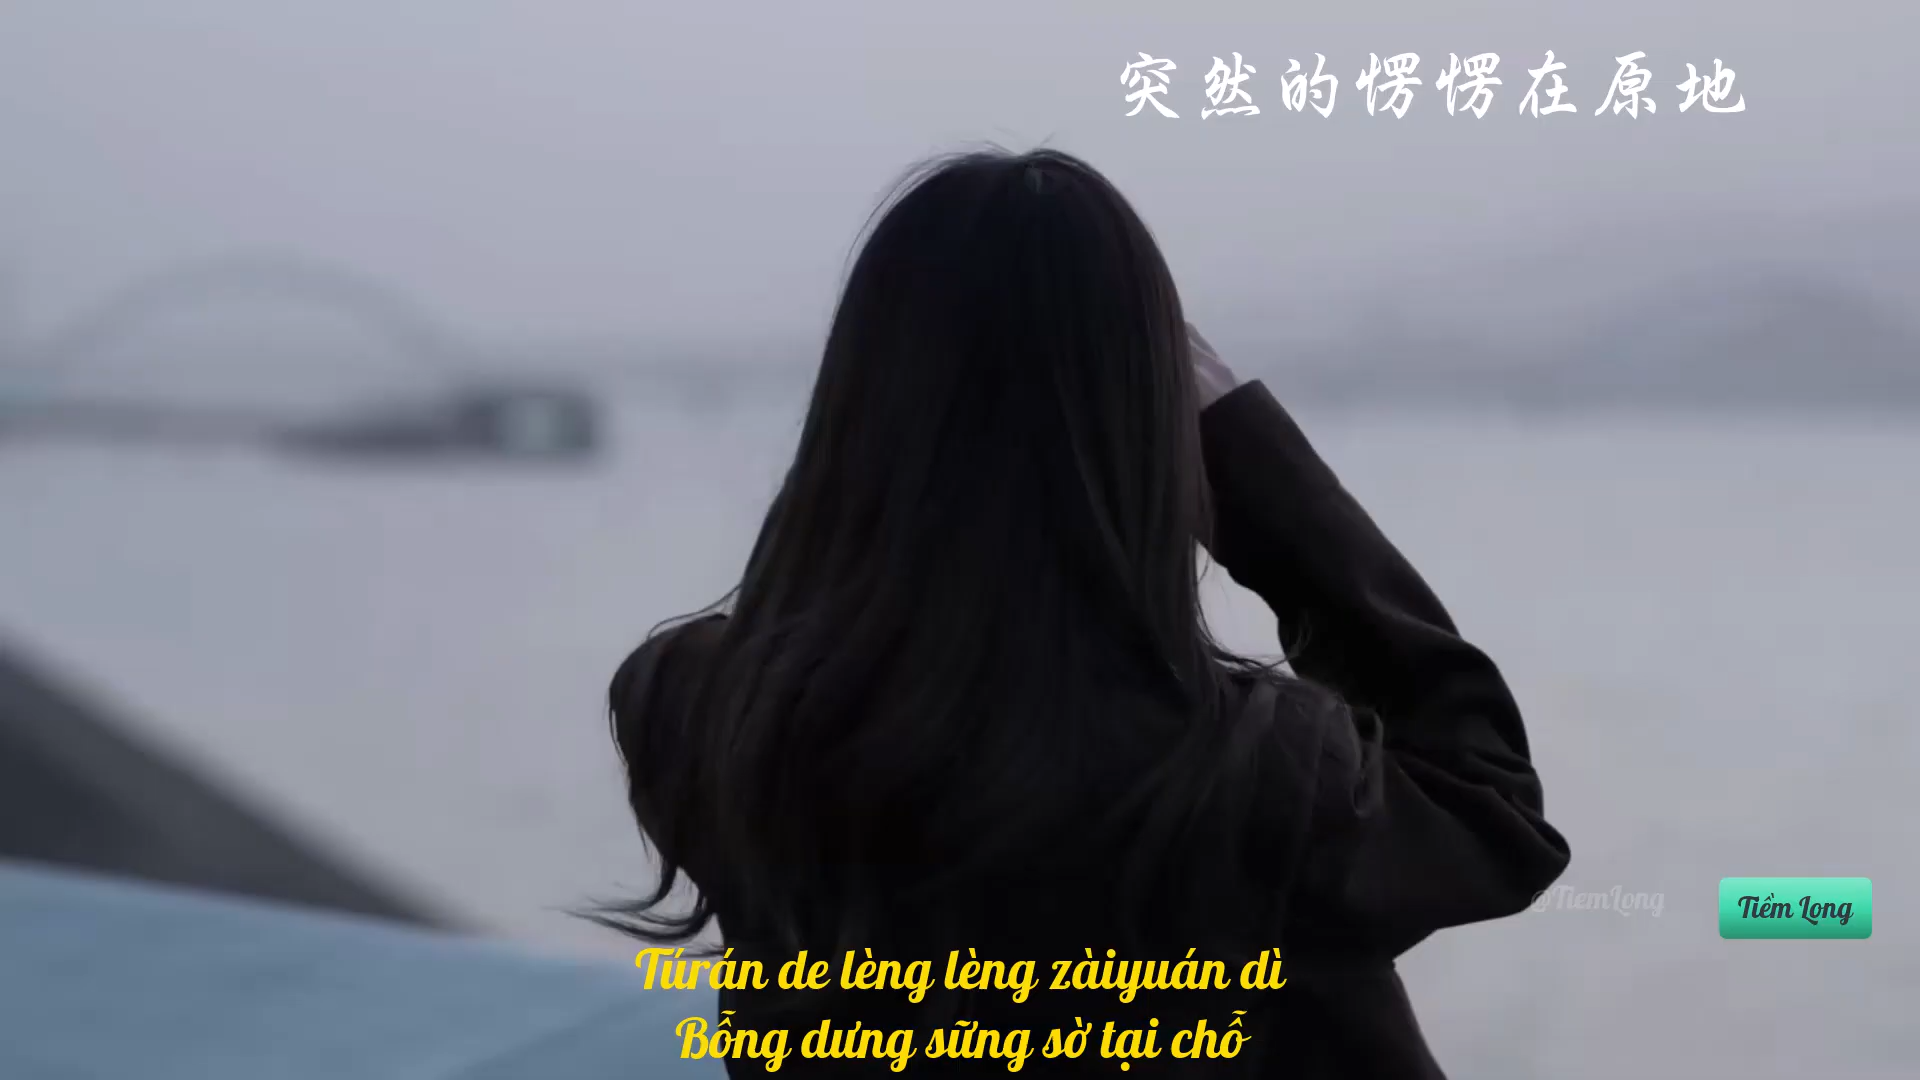 突然的愣愣在原地
@TiemLong
Tiềm Long
Túrán de lèng lèng zàiyuán dì
Bỗng dưng sững sờ tại chỗ